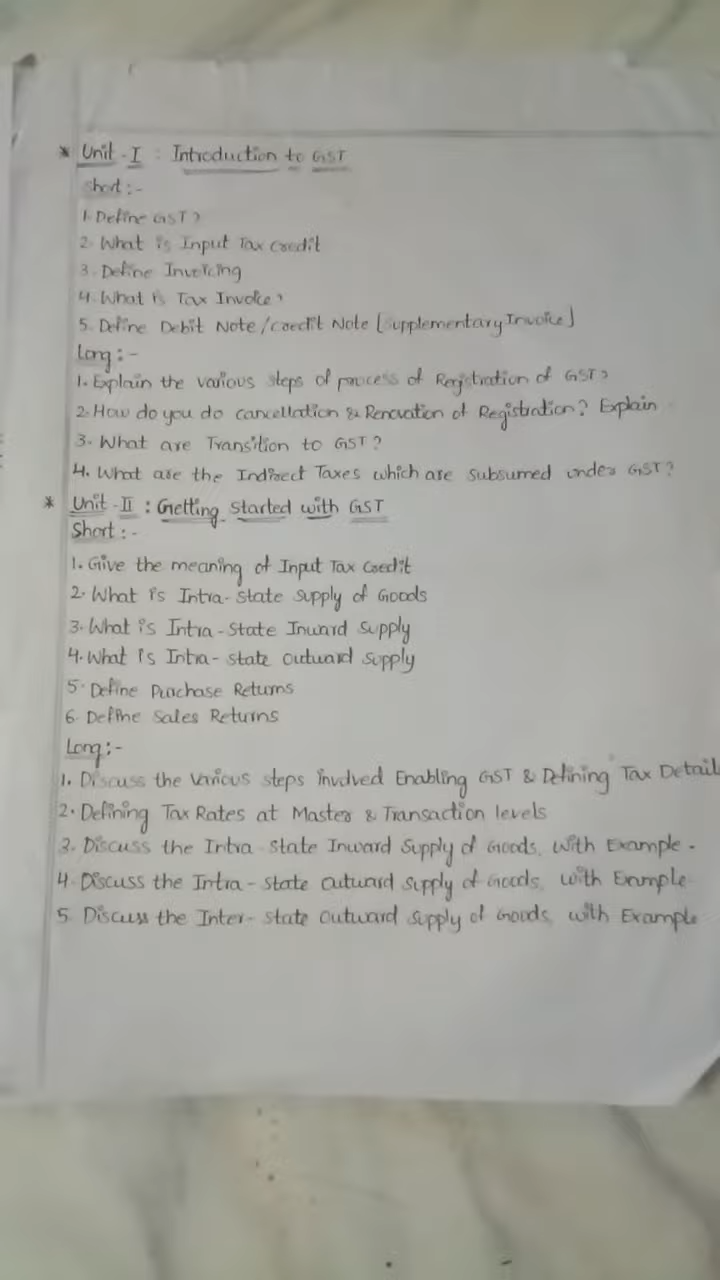 * Unit - I : Introduction to GST
Short :-
1. Define GST?
2. What is Input Tax Credit
3. Define Invoicing
4. What is Tax Invoice?
5. Define Debit Note/Credit Note [Supplementary Invoice]
Long :-
1. Explain the various steps of process of Registration of GST?
2. How do you do cancellation & Renovation of Registration? Explain
3. What are Transition to GST?
4. What are the Indirect Taxes which are subsumed under GST?
* Unit - II : Getting Started with GST
Short : -
1. Give the meaning of Input Tax Credit
2. What is Intra-State Supply of Goods
3. What is Intra-State Inward Supply
4. What is Intra-state outward supply
5. Define Purchase Returns
6. Define Sales Returns
Long :-
1. Discuss the Various steps involved Enabling GST & Defining Tax Detail
2. Defining Tax Rates at Master & Transaction levels
3. Discuss the Intra State Inward Supply of Goods, With Example.
4. Discuss the Intra-state outward supply of Goods, with Example
5. Discuss the Inter-state outward Supply of Goods, with Example